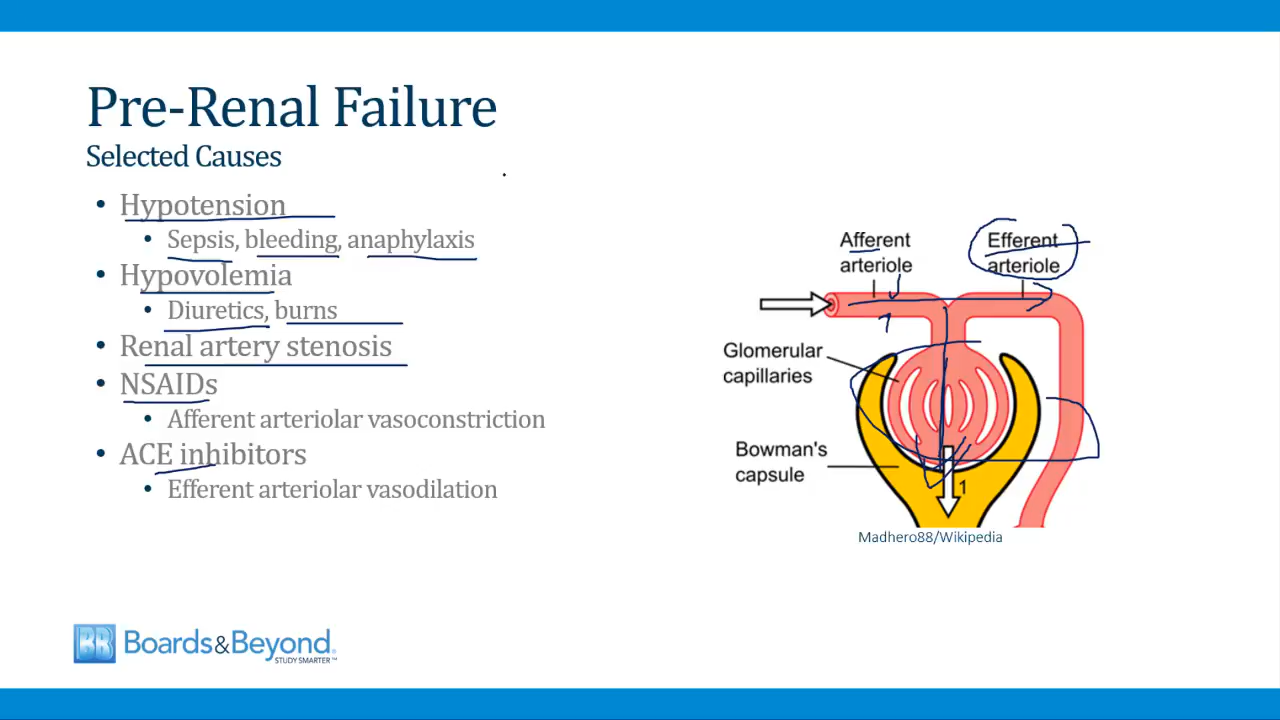 Pre-Renal Failure
Selected Causes
• Hypotension
• Sepsis, bleeding, anaphylaxis
• Hypovolemia
• Diuretics, burns
• Renal artery stenosis
• NSAIDs
• Afferent arteriolar vasoconstriction
• ACE inhibitors
• Efferent arteriolar vasodilation
Afferent
arteriole
Efferent
arteriole
Glomerular
capillaries
Bowman's
capsule
1
Madhero88/Wikipedia
BB Boards&Beyond.
STUDY SMARTER™